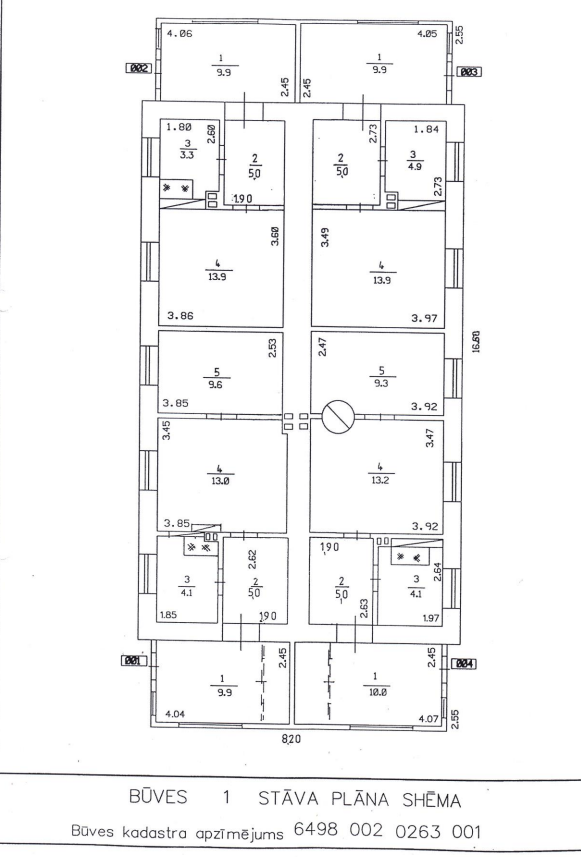 4.06 4.05 2.55
002 1 9.9 2.45 2.45 1 9.9 003
1.80 2.60 2.73 1.84
3 3.3 2 5.0 2 5.0 3 4.9
1.90 2.73
3.60 3.49
4 13.9 4 13.9
3.86 3.97
16.60
2.53 2.47
5 9.6 5 9.3
3.85 3.92
3.45 3.47
4 13.0 4 13.2
3.85 3.92
2.62 1.90 2.64
3 4.1 2 5.0 2 5.0 3 4.1
1.85 1.90 2.63 1.97
001 1 9.9 2.45 1 10.0 2.45 004
4.04 4.07 2.55
8.20
BŪVES 1 STĀVA PLĀNA SHĒMA
Būves kadastra apzīmējums 6498 002 0263 001